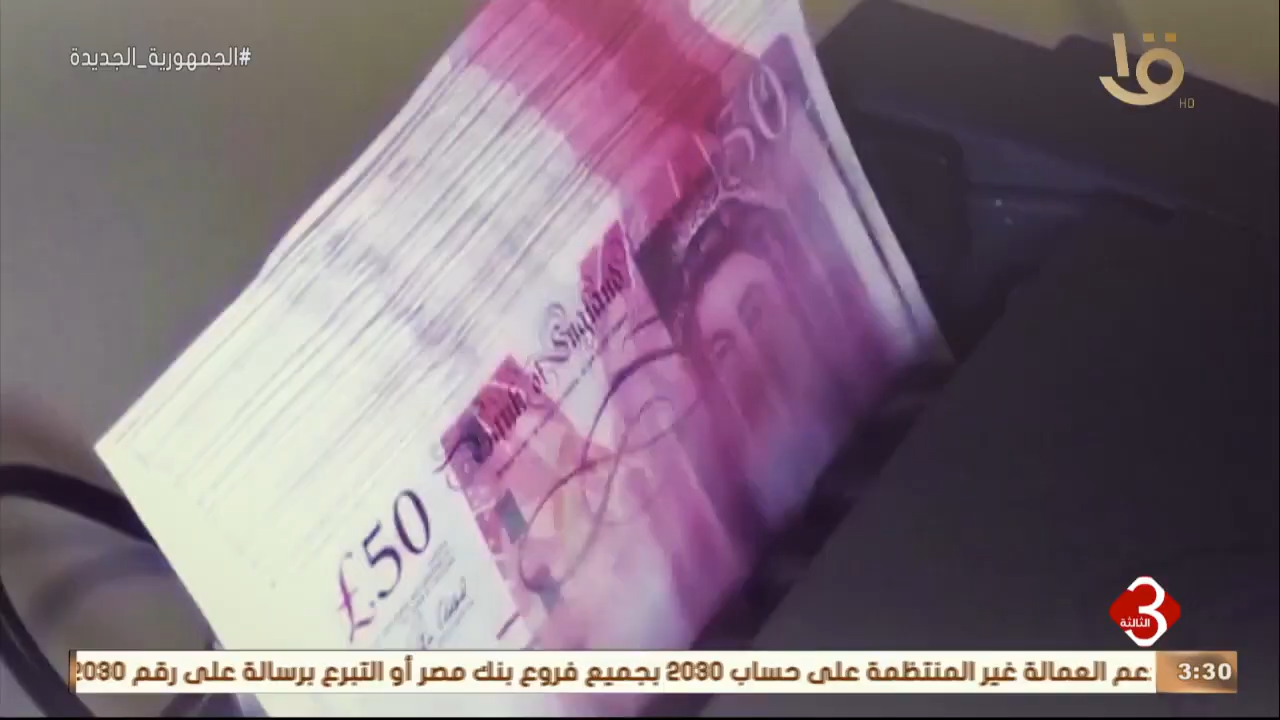 #الجمهورية_الجديدة
HD
50
Bank of England
£50
3
الثالثة
عم العمالة غير المنتظمة على حساب 2030 بجميع فروع بنك مصر أو التبرع برسالة على رقم 2030
3:30